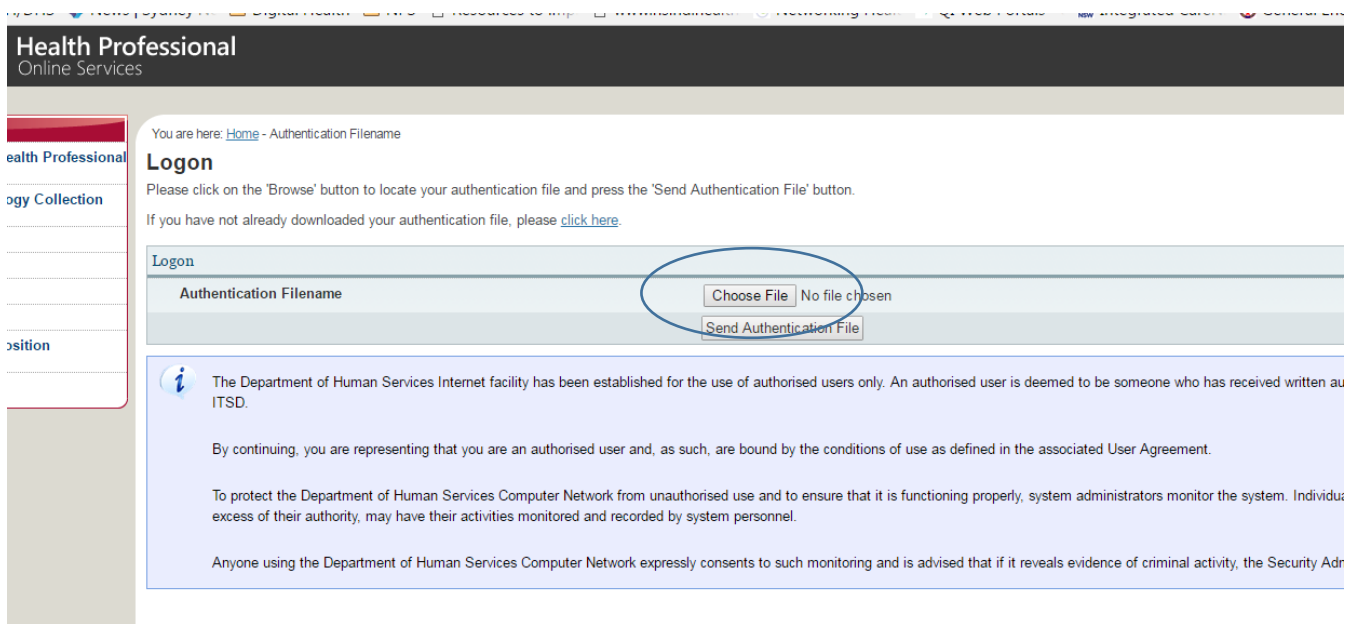 Digital Health
Health Professional
Online Services
You are here: Home - Authentication Filename
ealth Professional
Logon
Please click on the 'Browse' button to locate your authentication file and press the 'Send Authentication File' button.
ogy Collection
If you have not already downloaded your authentication file, please click here.
Logon
Authentication Filename
Choose File No file chosen
Send Authentication File
osition
The Department of Human Services Internet facility has been established for the use of authorised users only. An authorised user is deemed to be someone who has received written au
ITSD.
By continuing, you are representing that you are an authorised user and, as such, are bound by the conditions of use as defined in the associated User Agreement.
To protect the Department of Human Services Computer Network from unauthorised use and to ensure that it is functioning properly, system administrators monitor the system. Individua
excess of their authority, may have their activities monitored and recorded by system personnel.
Anyone using the Department of Human Services Computer Network expressly consents to such monitoring and is advised that if it reveals evidence of criminal activity, the Security Adm